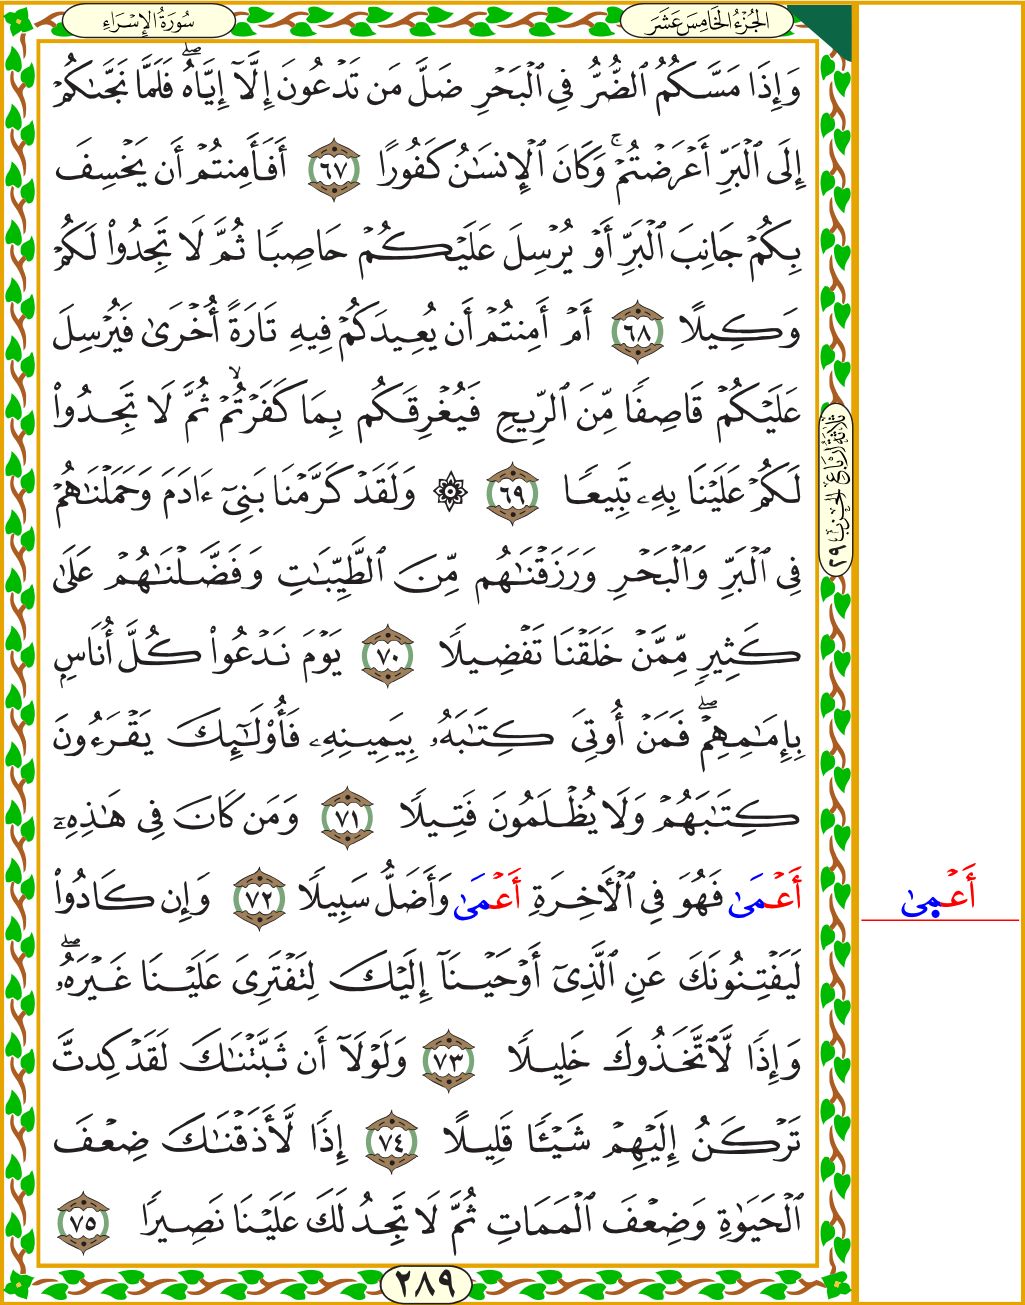 الجُزْءُ الخَامِسَ عَشَرَ
سُورَةُ الإِسْرَاءِ
وَإِذَا مَسَّكُمُ ٱلضُّرُّ فِي ٱلۡبَحۡرِ ضَلَّ مَن تَدۡعُونَ إِلَّآ إِيَّاهُۖ فَلَمَّا نَجَّىٰكُمۡ
إِلَى ٱلۡبَرِّ أَعۡرَضۡتُمۡۚ وَكَانَ ٱلۡإِنسَٰنُ كَفُورًا ٦٧ أَفَأَمِنتُمۡ أَن يَخۡسِفَ
بِكُمۡ جَانِبَ ٱلۡبَرِّ أَوۡ يُرۡسِلَ عَلَيۡكُمۡ حَاصِبٗا ثُمَّ لَا تَجِدُواْ لَكُمۡ
وَكِيلًا ٦٨ أَمۡ أَمِنتُمۡ أَن يُعِيدَكُمۡ فِيهِ تَارَةً أُخۡرَىٰ فَيُرۡسِلَ
عَلَيۡكُمۡ قَاصِفٗا مِّنَ ٱلرِّيحِ فَيُغۡرِقَكُم بِمَا كَفَرۡتُمۡۙ ثُمَّ لَا تَجِدُواْ
لَكُمۡ عَلَيۡنَا بِهِۦ تَبِيعٗا ٦٩ ۞ وَلَقَدۡ كَرَّمۡنَا بَنِيٓ ءَادَمَ وَحَمَلۡنَٰهُمۡ
فِي ٱلۡبَرِّ وَٱلۡبَحۡرِ وَرَزَقۡنَٰهُم مِّنَ ٱلطَّيِّبَٰتِ وَفَضَّلۡنَٰهُمۡ عَلَىٰ
كَثِيرٖ مِّمَّنۡ خَلَقۡنَا تَفۡضِيلٗا ٧٠ يَوۡمَ نَدۡعُواْ كُلَّ أُنَاسِۭ
بِإِمَٰمِهِمۡۖ فَمَنۡ أُوتِيَ كِتَٰبَهُۥ بِيَمِينِهِۦ فَأُوْلَٰٓئِكَ يَقۡرَءُونَ
كِتَٰبَهُمۡ وَلَا يُظۡلَمُونَ فَتِيلٗا ٧١ وَمَن كَانَ فِي هَٰذِهِۦٓ
أَعۡمَىٰ فَهُوَ فِي ٱلۡأٓخِرَةِ أَعۡمَىٰ وَأَضَلُّ سَبِيلٗا ٧٢ وَإِن كَادُواْ
لَيَفۡتِنُونَكَ عَنِ ٱلَّذِيٓ أَوۡحَيۡنَآ إِلَيۡكَ لِتَفۡتَرِيَ عَلَيۡنَا غَيۡرَهُۥۖ
وَإِذٗا لَّٱتَّخَذُوكَ خَلِيلٗا ٧٣ وَلَوۡلَآ أَن ثَبَّتۡنَٰكَ لَقَدۡ كِدتَّ
تَرۡكَنُ إِلَيۡهِمۡ شَيۡـٔٗا قَلِيلًا ٧٤ إِذٗا لَّأَذَقۡنَٰكَ ضِعۡفَ
ٱلۡحَيَوٰةِ وَضِعۡفَ ٱلۡمَمَاتِ ثُمَّ لَا تَجِدُ لَكَ عَلَيۡنَا نَصِيرٗا ٧٥
ثلاثة أرباع الحزب ٢٩
أَعۡمىٰ
٢٨٩